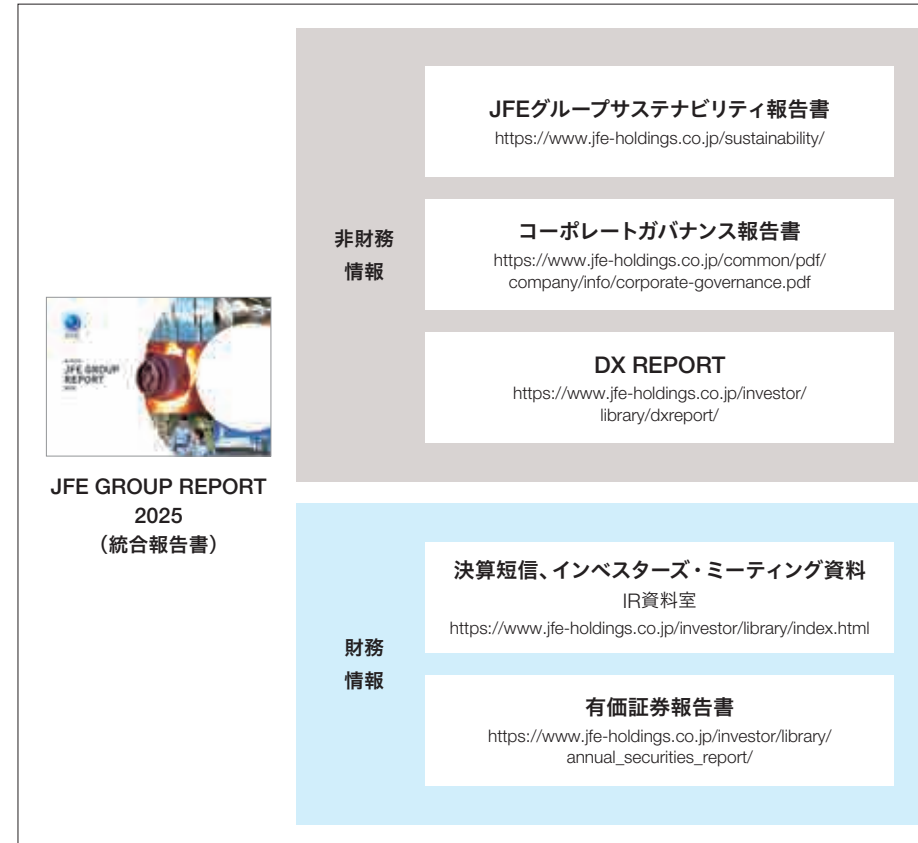 JFE GROUP
REPORT
JFE GROUP REPORT
2025
（統合報告書）
非財務
情報
JFEグループサステナビリティ報告書
https://www.jfe-holdings.co.jp/sustainability/
コーポレートガバナンス報告書
https://www.jfe-holdings.co.jp/common/pdf/
company/info/corporate-governance.pdf
DX REPORT
https://www.jfe-holdings.co.jp/investor/
library/dxreport/
財務
情報
決算短信、インベスターズ・ミーティング資料
IR資料室
https://www.jfe-holdings.co.jp/investor/library/index.html
有価証券報告書
https://www.jfe-holdings.co.jp/investor/library/
annual_securities_report/